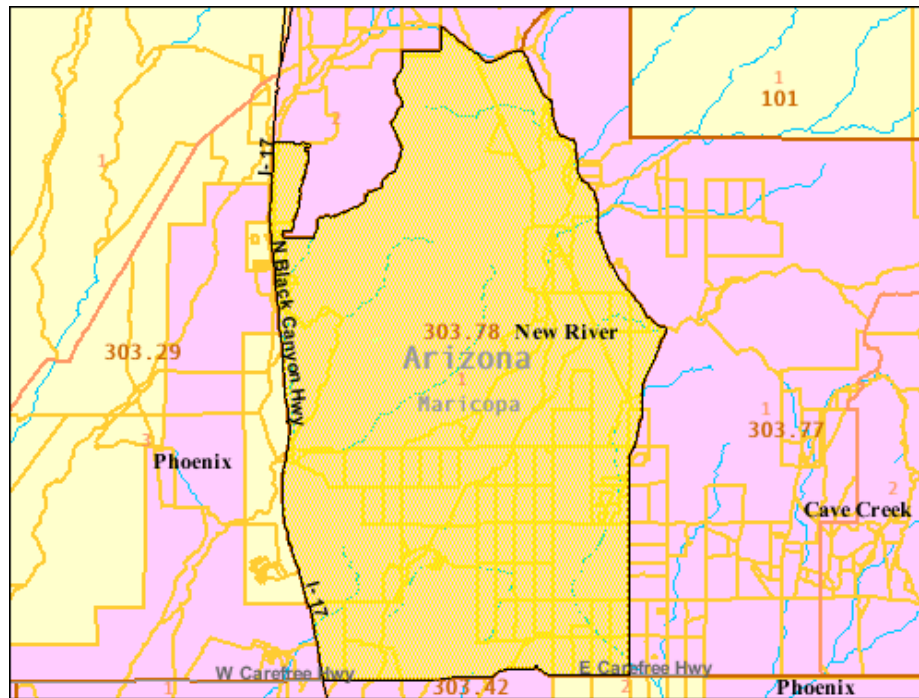 1
101
2
I-17
1
1
N Black Canyon Hwy
303.78 New River
303.29
Arizona
1
Maricopa
1
303.77
3
Phoenix
2
Cave Creek
I-17
W Carefree Hwy
E Carefree Hwy
1
303.42
2
Phoenix